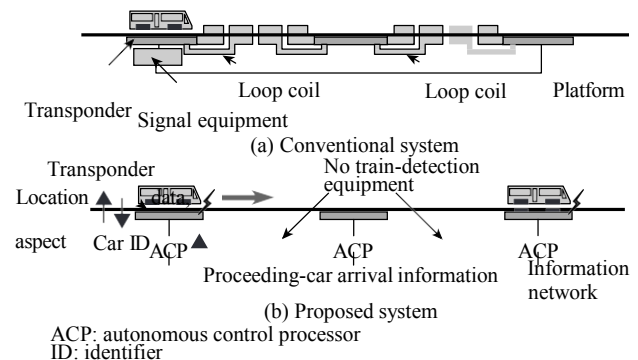 Loop coil
Loop coil
Platform
Transponder
Signal equipment
(a) Conventional system
Transponder
No train-detection
equipment
Location
data,
aspect
Car ID
ACP
ACP
ACP
Proceeding-car arrival information
Information
network
(b) Proposed system
ACP: autonomous control processor
ID: identifier